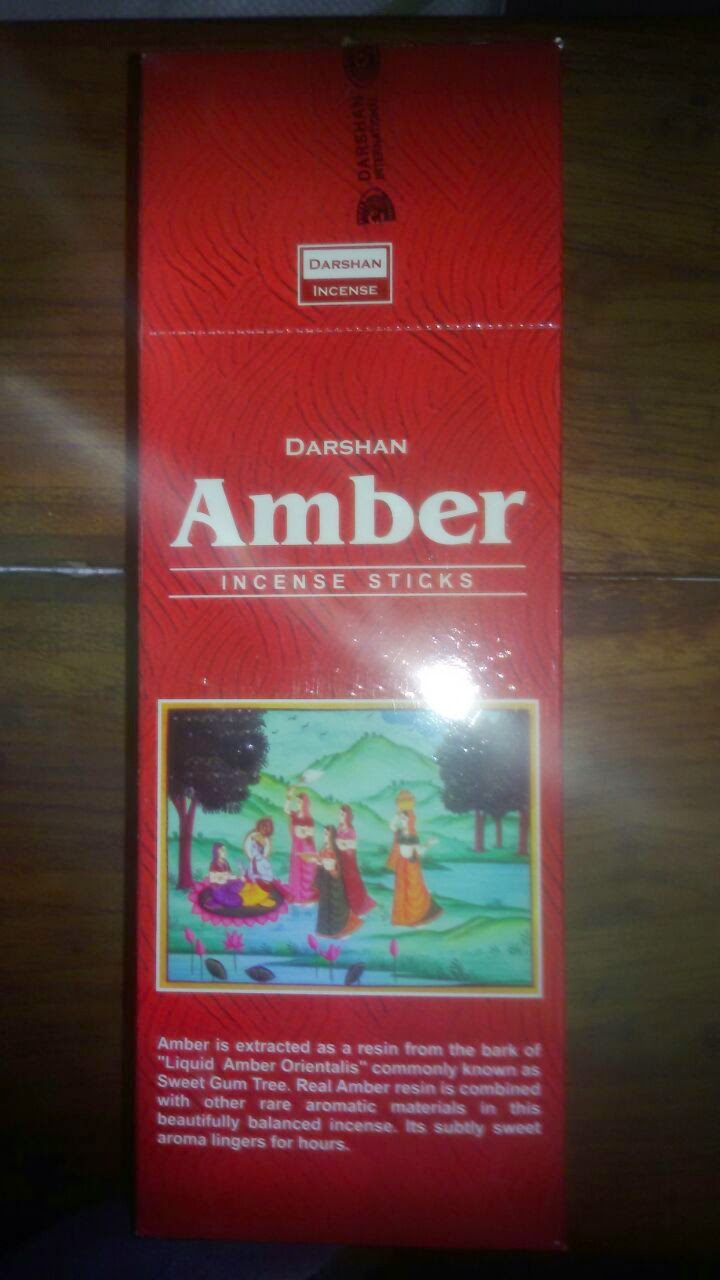 DARSHAN
INTERNATIONAL
DARSHAN
INCENSE
DARSHAN
Amber
INCENSE STICKS
Amber is extracted as a resin from the bark of
"Liquid Amber Orientalis" commonly known as
Sweet Gum Tree. Real Amber resin is combined
with other rare aromatic materials in this
beautifully balanced incense. Its subtly sweet
aroma lingers for hours.